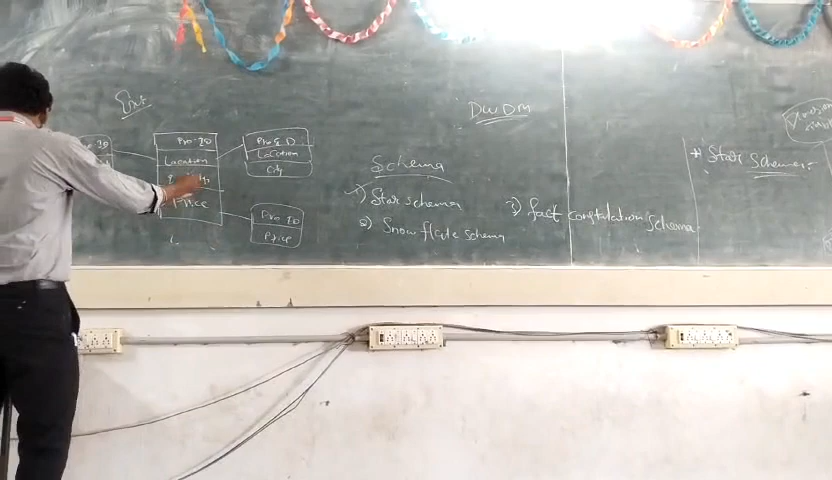 Pro-ID
Location
Price
Pro ID
Location
City
Pro ID
Price
DWDM
Schema
1) Star schema
2) Snow flake schema
3) fact constulation Schema
* Star Schema:-